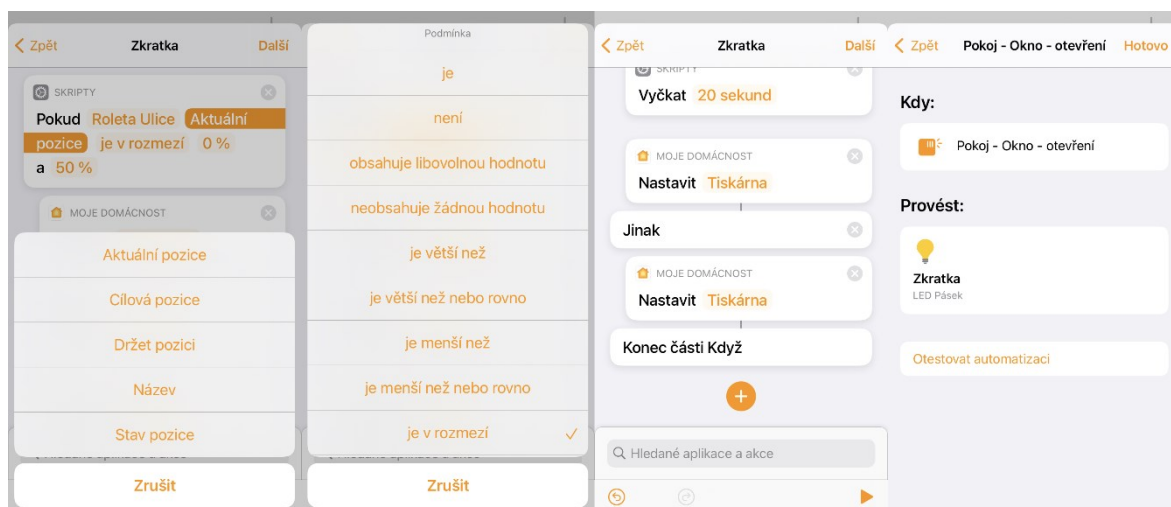 Zpět
Zkratka
Další
SKRIPTY
Pokud Roleta Ulice Aktuální
pozice je v rozmezí 0 %
a 50 %
MOJE DOMÁCNOST
Aktuální pozice
Cílová pozice
Držet pozici
Název
Stav pozice
Zrušit
Podmínka
je
není
obsahuje libovolnou hodnotu
neobsahuje žádnou hodnotu
je větší než
je větší než nebo rovno
je menší než
je menší než nebo rovno
je v rozmezí
Zrušit
Zpět
Zkratka
Další
SKRIPTY
Vyčkat 20 sekund
MOJE DOMÁCNOST
Nastavit Tiskárna
Jinak
MOJE DOMÁCNOST
Nastavit Tiskárna
Konec části Když
Hledané aplikace a akce
Zpět
Pokoj - Okno - otevření
Hotovo
Kdy:
Pokoj - Okno - otevření
Provést:
Zkratka
LED Pásek
Otestovat automatizaci